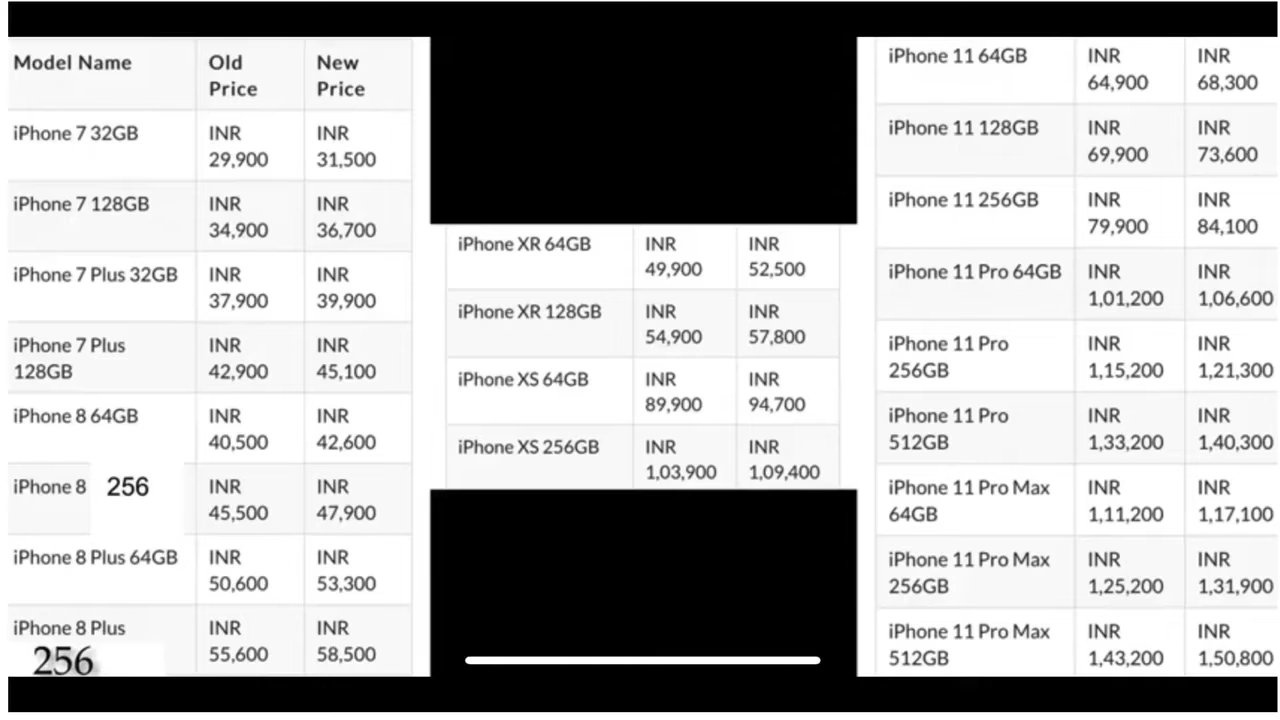 Model Name Old Price New Price
iPhone 7 32GB INR 29,900 INR 31,500
iPhone 7 128GB INR 34,900 INR 36,700
iPhone 7 Plus 32GB INR 37,900 INR 39,900
iPhone 7 Plus 128GB INR 42,900 INR 45,100
iPhone 8 64GB INR 40,500 INR 42,600
iPhone 8 256 INR 45,500 INR 47,900
iPhone 8 Plus 64GB INR 50,600 INR 53,300
iPhone 8 Plus 256 INR 55,600 INR 58,500
iPhone XR 64GB INR 49,900 INR 52,500
iPhone XR 128GB INR 54,900 INR 57,800
iPhone XS 64GB INR 89,900 INR 94,700
iPhone XS 256GB INR 1,03,900 INR 1,09,400
iPhone 11 64GB INR 64,900 INR 68,300
iPhone 11 128GB INR 69,900 INR 73,600
iPhone 11 256GB INR 79,900 INR 84,100
iPhone 11 Pro 64GB INR 1,01,200 INR 1,06,600
iPhone 11 Pro 256GB INR 1,15,200 INR 1,21,300
iPhone 11 Pro 512GB INR 1,33,200 INR 1,40,300
iPhone 11 Pro Max 64GB INR 1,11,200 INR 1,17,100
iPhone 11 Pro Max 256GB INR 1,25,200 INR 1,31,900
iPhone 11 Pro Max 512GB INR 1,43,200 INR 1,50,800